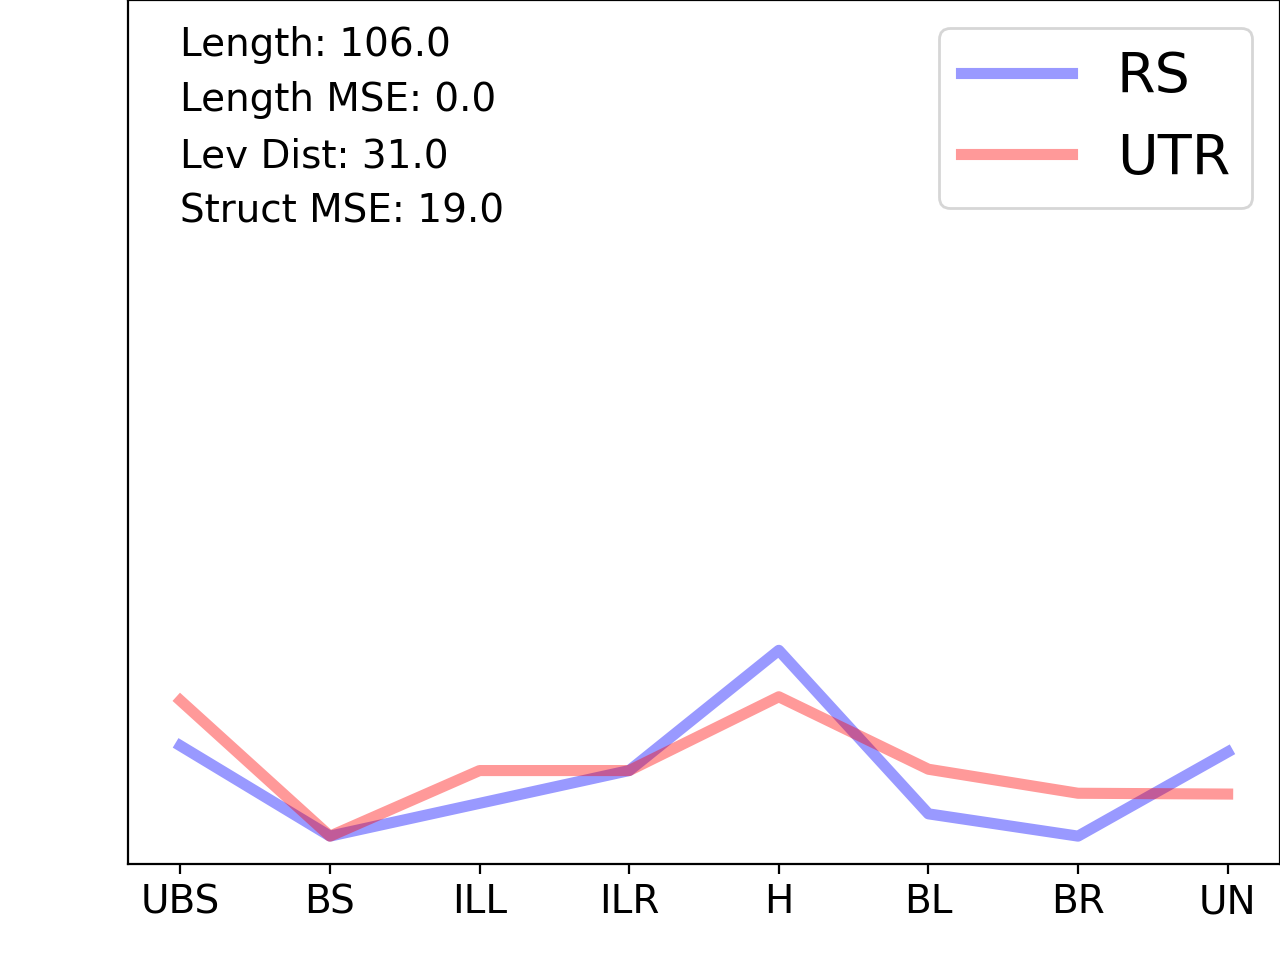 Length: 106.0
Length MSE: 0.0
Lev Dist: 31.0
Struct MSE: 19.0
RS
UTR
UBS BS ILL ILR H BL BR UN